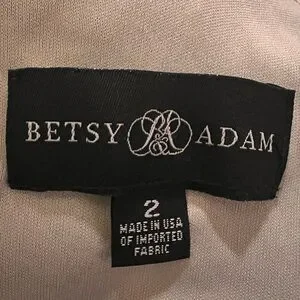 BETSY B&A ADAM
2
MADE IN USA
OF IMPORTED
FABRIC